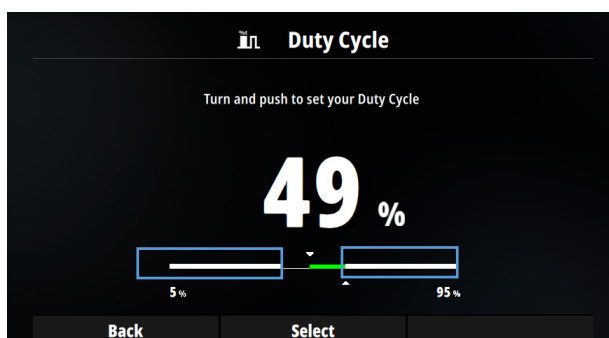 Duty Cycle
Turn and push to set your Duty Cycle
49 %
5 % 95 %
Back Select